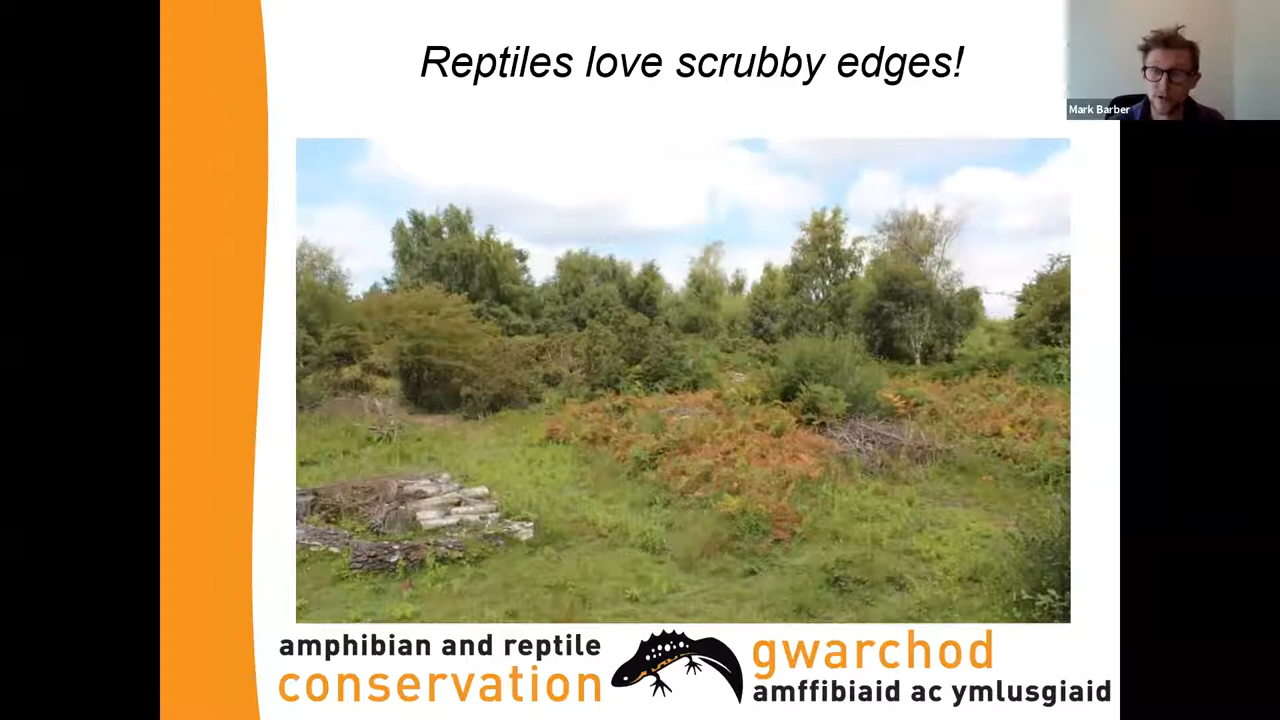 Reptiles love scrubby edges!
Mark Barber
amphibian and reptile
conservation
gwarchod
amffibiaid ac ymlusgiaid